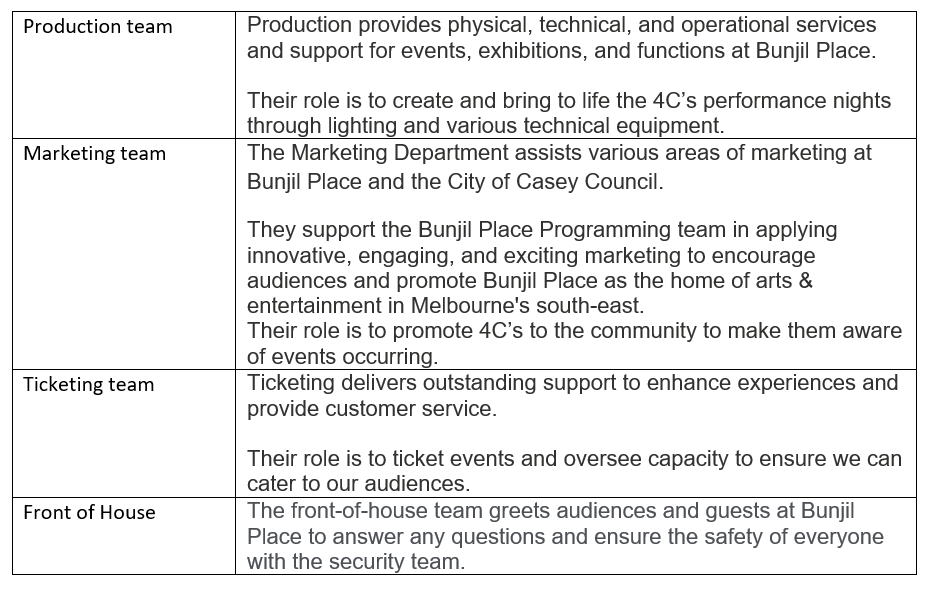 Production team
Production provides physical, technical, and operational services
and support for events, exhibitions, and functions at Bunjil Place.
Their role is to create and bring to life the 4C’s performance nights
through lighting and various technical equipment.
Marketing team
The Marketing Department assists various areas of marketing at
Bunjil Place and the City of Casey Council.
They support the Bunjil Place Programming team in applying
innovative, engaging, and exciting marketing to encourage
audiences and promote Bunjil Place as the home of arts &
entertainment in Melbourne's south-east.
Their role is to promote 4C’s to the community to make them aware
of events occurring.
Ticketing team
Ticketing delivers outstanding support to enhance experiences and
provide customer service.
Their role is to ticket events and oversee capacity to ensure we can
cater to our audiences.
Front of House
The front-of-house team greets audiences and guests at Bunjil
Place to answer any questions and ensure the safety of everyone
with the security team.